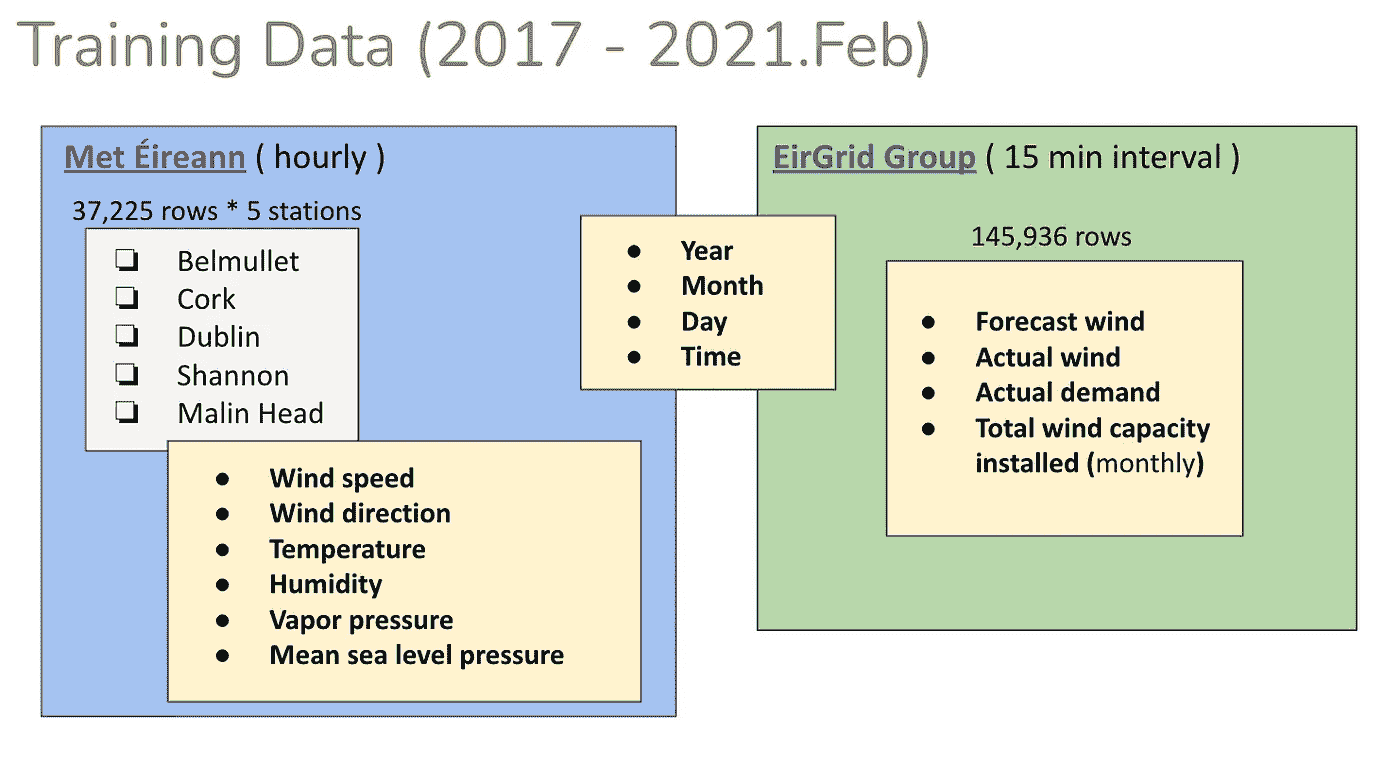 Training Data (2017 - 2021.Feb)
Met Éireann ( hourly )
37,225 rows * 5 stations
❑ Belmullet
❑ Cork
❑ Dublin
❑ Shannon
❑ Malin Head
● Wind speed
● Wind direction
● Temperature
● Humidity
● Vapor pressure
● Mean sea level pressure
● Year
● Month
● Day
● Time
EirGrid Group ( 15 min interval )
145,936 rows
● Forecast wind
● Actual wind
● Actual demand
● Total wind capacity
installed (monthly)